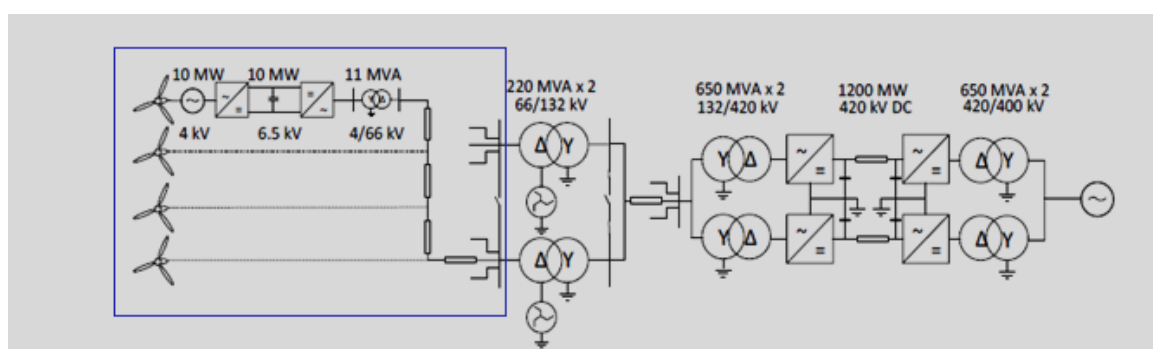 10 MW 10 MW 11 MVA
4 kV 6.5 kV 4/66 kV
220 MVA x 2
66/132 kV
Δ Y
Δ Y
650 MVA x 2
132/420 kV
Y Δ
Y Δ
1200 MW
420 kV DC
650 MVA x 2
420/400 kV
Δ Y
Δ Y